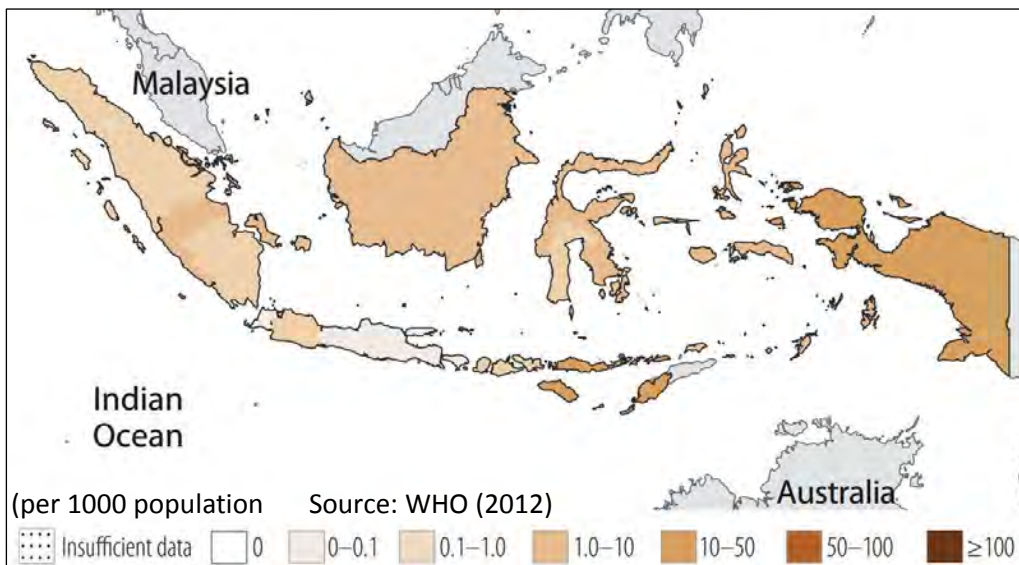 Malaysia
Indian
Ocean
Australia
(per 1000 population Source: WHO (2012)
Insufficient data 0 0–0.1 0.1–1.0 1.0–10 10–50 50–100 ≥100